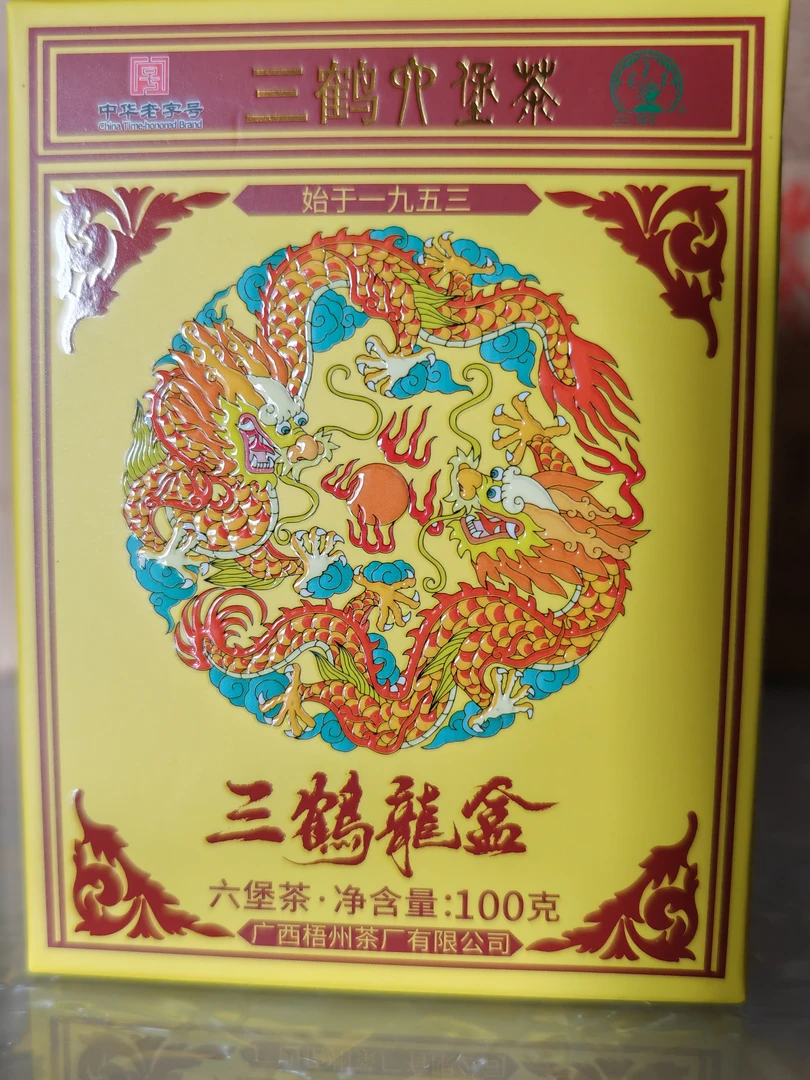 三鹤六堡茶
中华老字号
China Time-honored Brand
三鹤
始于一九五三
三鹤龍盒
六堡茶·净含量:100克
广西梧州茶厂有限公司